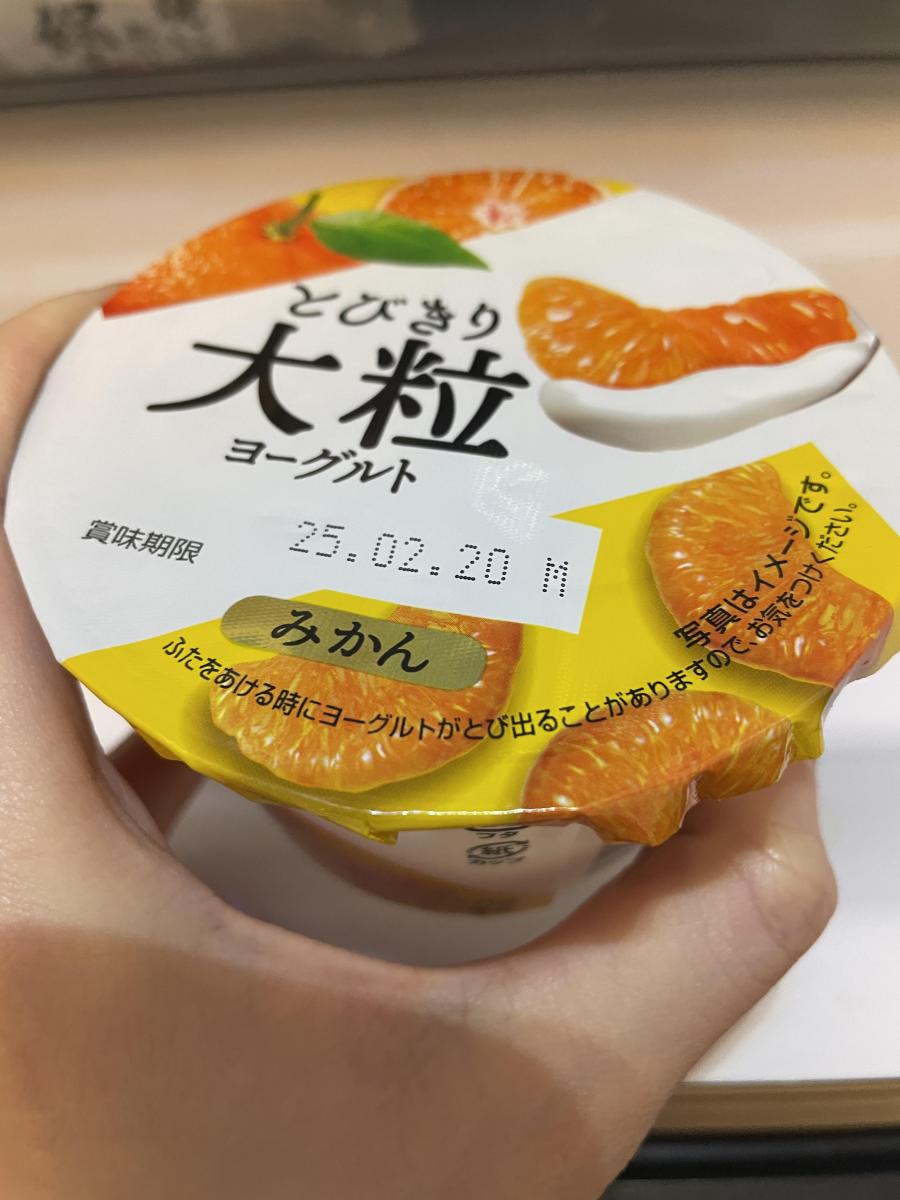 とびきり
大粒
ヨーグルト
賞味期限 25.02.20 M
みかん
写真はイメージです。
ふたをあける時にヨーグルトがとび出ることがありますので、お気をつけください。
フタ
紙
カップ